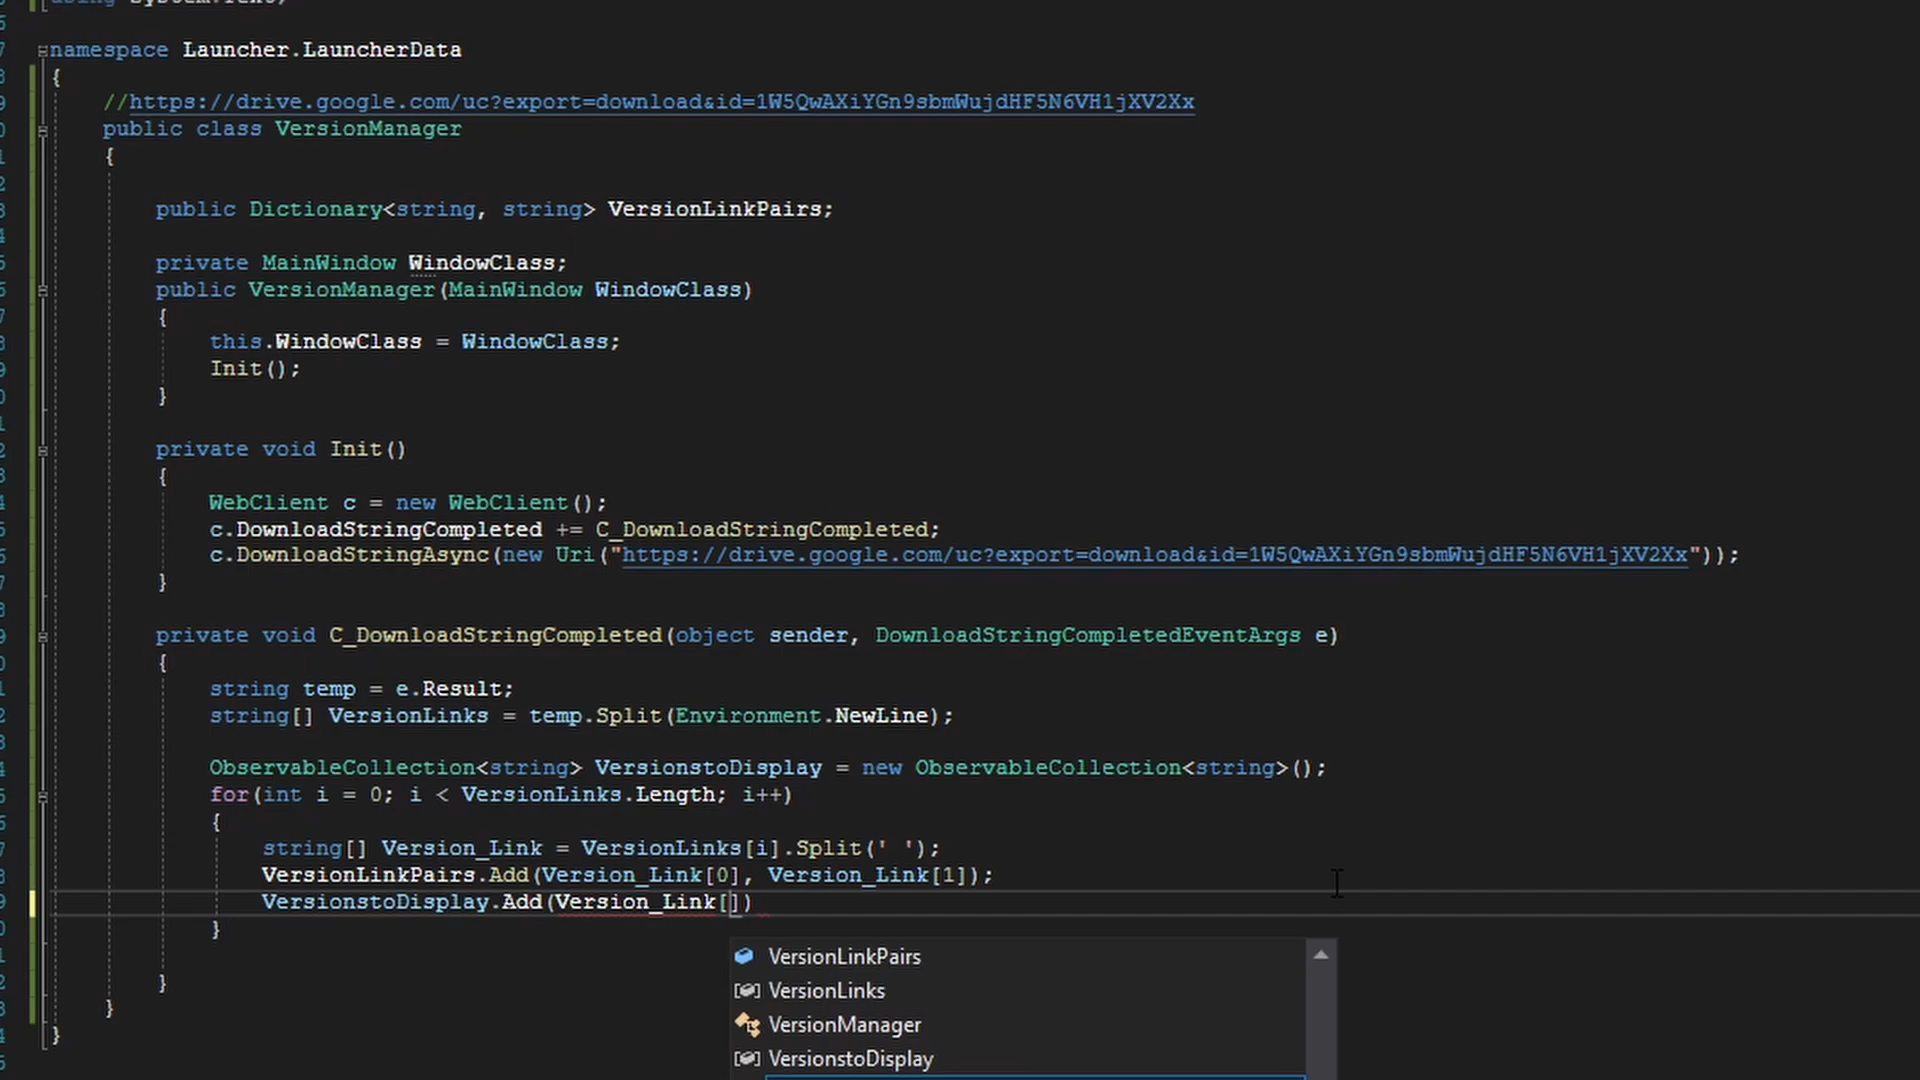 using System.Text;
namespace Launcher.LauncherData
{
//https://drive.google.com/uc?export=download&id=1W5QwAXiYGn9sbmWujdHF5N6VH1jXV2Xx
public class VersionManager
{
public Dictionary<string, string> VersionLinkPairs;
private MainWindow WindowClass;
public VersionManager(MainWindow WindowClass)
{
this.WindowClass = WindowClass;
Init();
}
private void Init()
{
WebClient c = new WebClient();
c.DownloadStringCompleted += C_DownloadStringCompleted;
c.DownloadStringAsync(new Uri("https://drive.google.com/uc?export=download&id=1W5QwAXiYGn9sbmWujdHF5N6VH1jXV2Xx"));
}
private void C_DownloadStringCompleted(object sender, DownloadStringCompletedEventArgs e)
{
string temp = e.Result;
string[] VersionLinks = temp.Split(Environment.NewLine);
ObservableCollection<string> VersionstoDisplay = new ObservableCollection<string>();
for(int i = 0; i < VersionLinks.Length; i++)
{
string[] Version_Link = VersionLinks[i].Split(' ');
VersionLinkPairs.Add(Version_Link[0], Version_Link[1]);
VersionstoDisplay.Add(Version_Link[])
}
VersionLinkPairs
VersionLinks
}
VersionManager
}
VersionstoDisplay
}